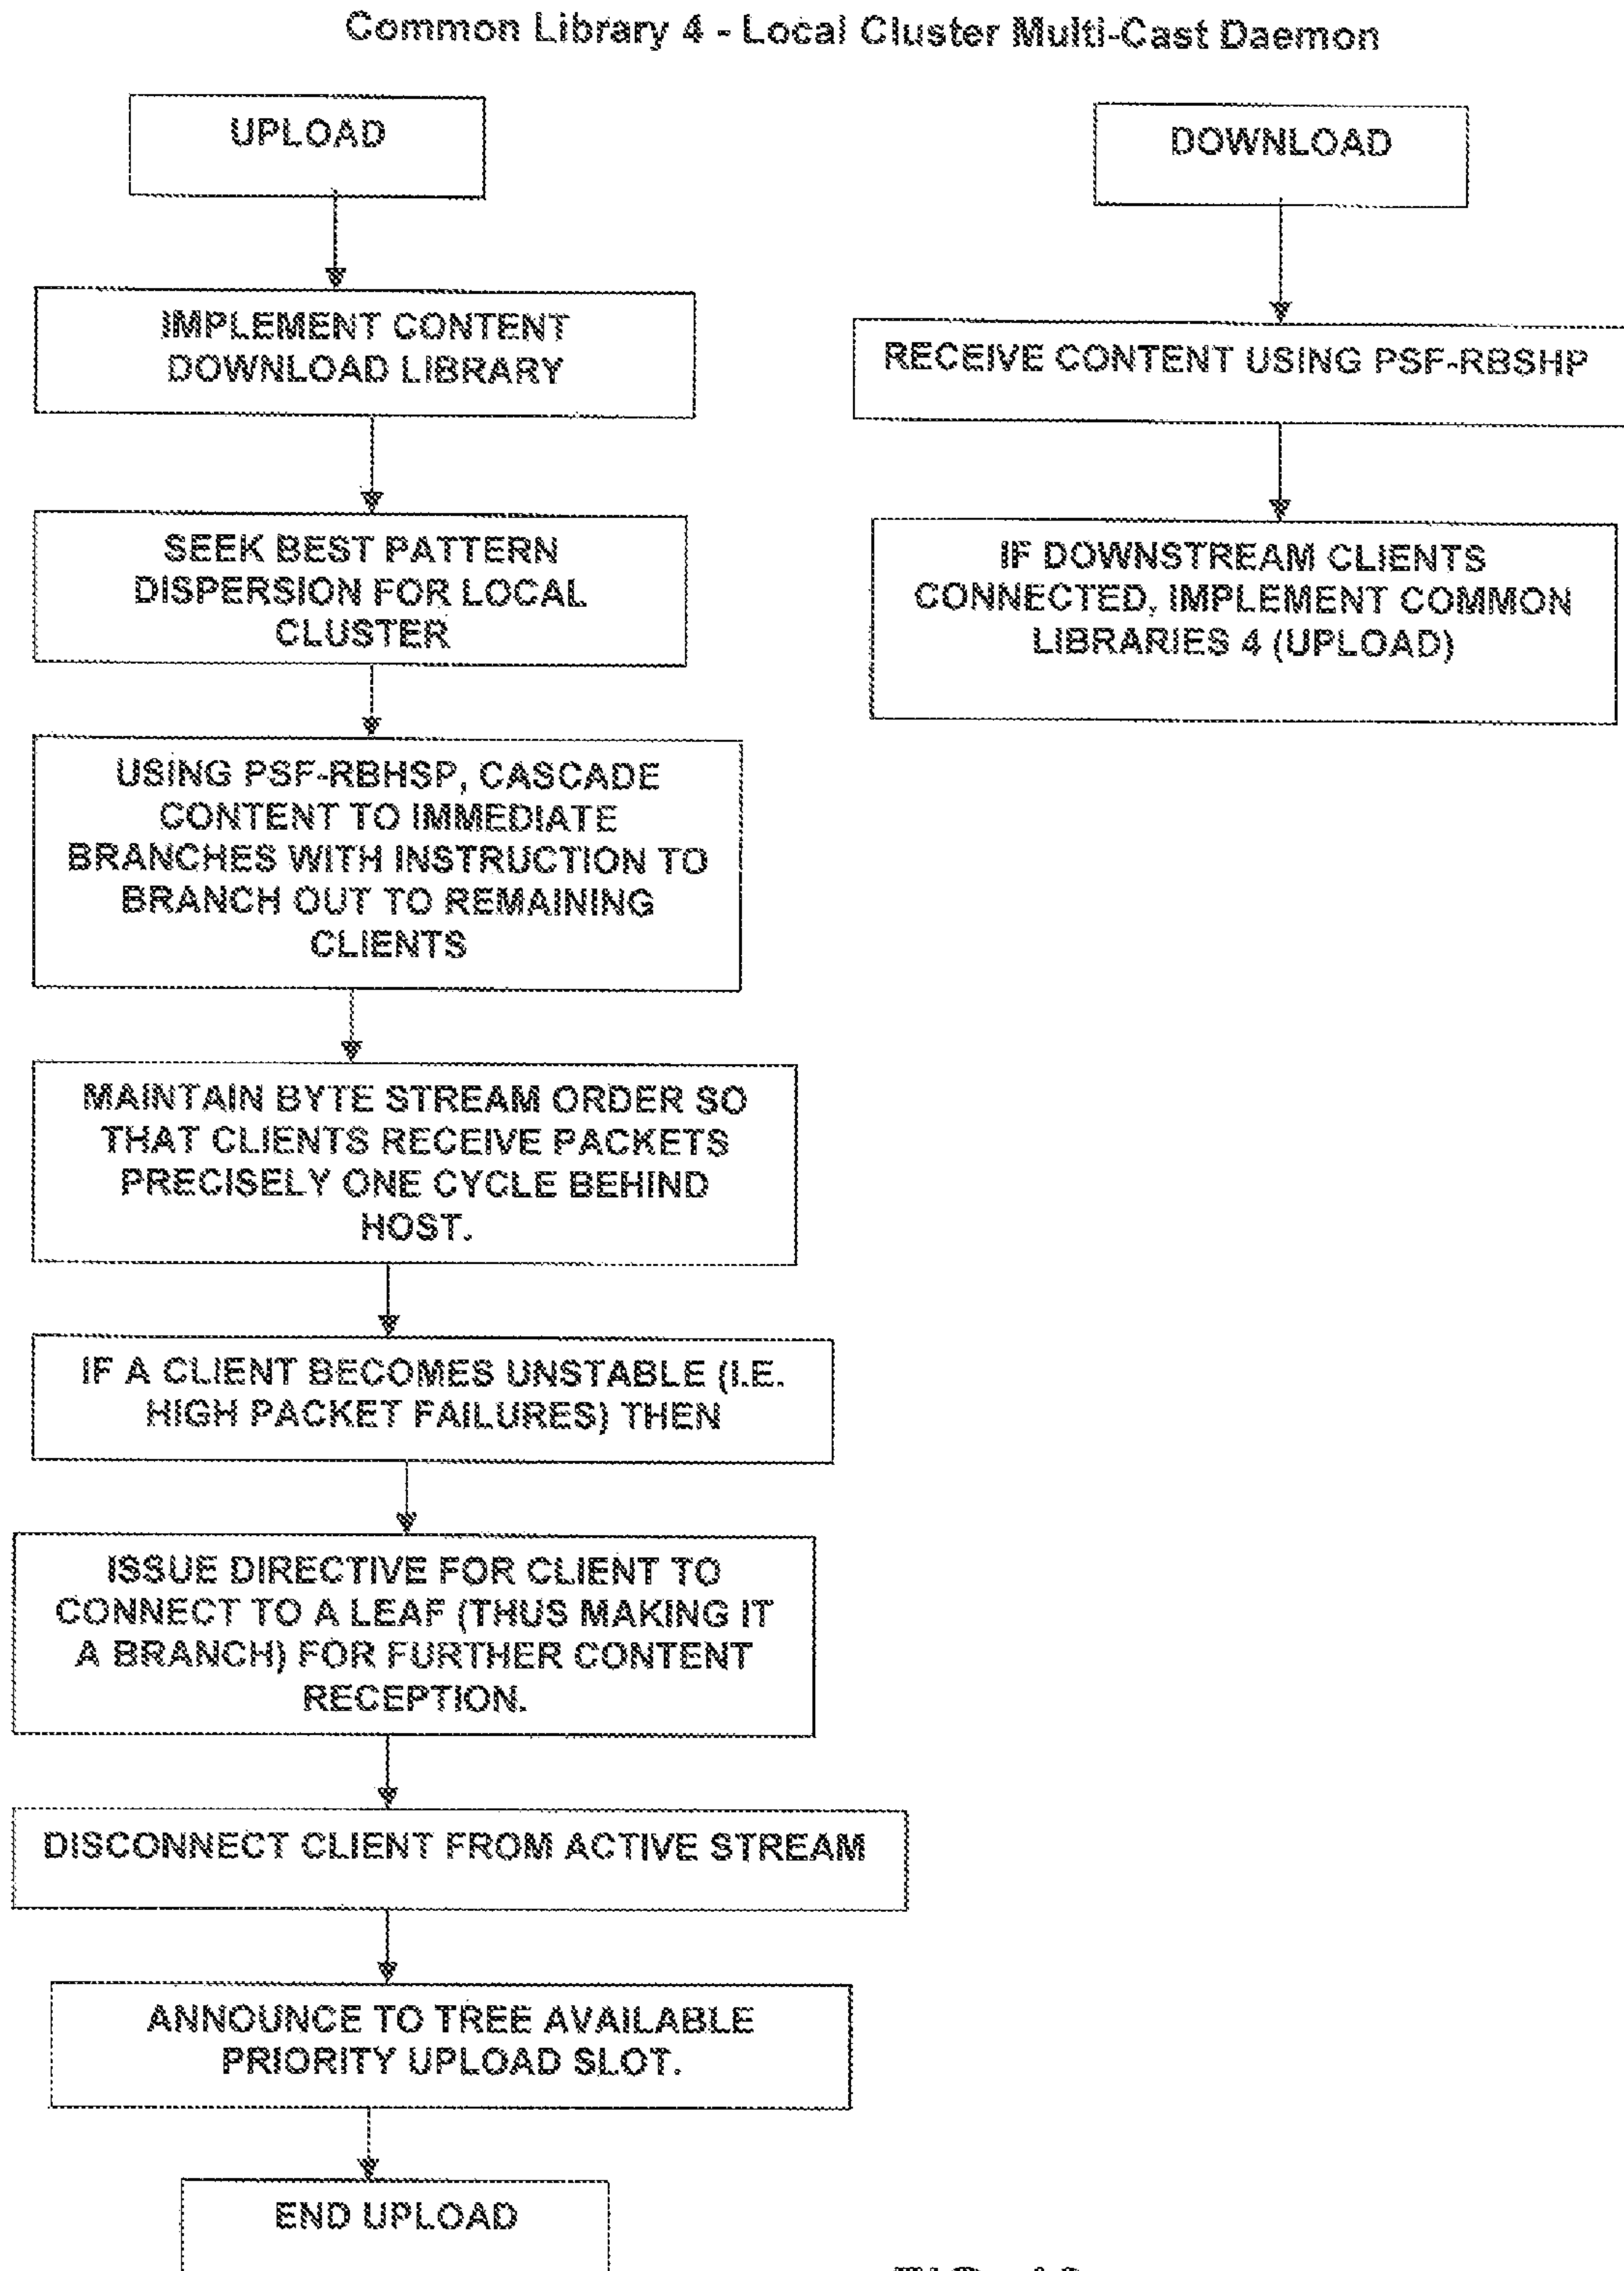 Common Library 4 - Local Cluster Multi-Cast Daemon
UPLOAD
IMPLEMENT CONTENT
DOWNLOAD LIBRARY
SEEK BEST PATTERN
DISPERSION FOR LOCAL
CLUSTER
USING PSF-RBHSP, CASCADE
CONTENT TO IMMEDIATE
BRANCHES WITH INSTRUCTION TO
BRANCH OUT TO REMAINING
CLIENTS
MAINTAIN BYTE STREAM ORDER SO
THAT CLIENTS RECEIVE PACKETS
PRECISELY ONE CYCLE BEHIND
HOST.
IF A CLIENT BECOMES UNSTABLE (I.E.
HIGH PACKET FAILURES) THEN
ISSUE DIRECTIVE FOR CLIENT TO
CONNECT TO A LEAF (THUS MAKING IT
A BRANCH) FOR FURTHER CONTENT
RECEPTION.
DISCONNECT CLIENT FROM ACTIVE STREAM
ANNOUNCE TO TREE AVAILABLE
PRIORITY UPLOAD SLOT.
END UPLOAD
DOWNLOAD
RECEIVE CONTENT USING PSF-RBSHP
IF DOWNSTREAM CLIENTS
CONNECTED, IMPLEMENT COMMON
LIBRARIES 4 (UPLOAD)